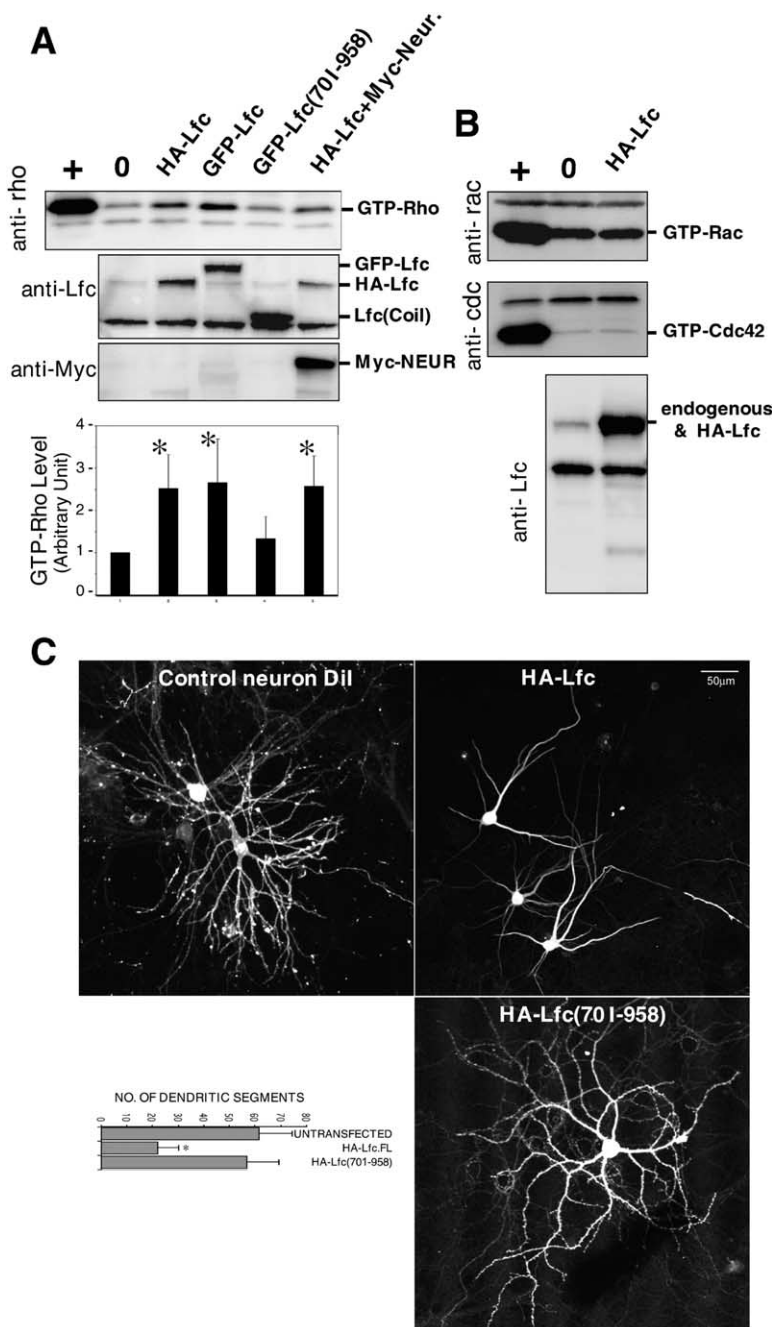 A
+ 0 HA-Lfc GFP-Lfc GFP-Lfc(701-958) HA-Lfc+Myc-Neur.
anti- rho
GTP-Rho
anti-Lfc
GFP-Lfc
HA-Lfc
Lfc(Coil)
anti-Myc
Myc-NEUR
GTP-Rho Level
(Arbitrary Unit)
4
3
2
1
0
* * *
B
+ 0 HA-Lfc
anti- rac
GTP-Rac
anti- cdc
GTP-Cdc42
anti- Lfc
endogenous
& HA-Lfc
C
Control neuron DiI
HA-Lfc
50μm
HA-Lfc(701-958)
NO. OF DENDRITIC SEGMENTS
0 10 20 30 40 50 60 70 80
UNTRANSFECTED
* HA-Lfc.FL
HA-Lfc(701-958)